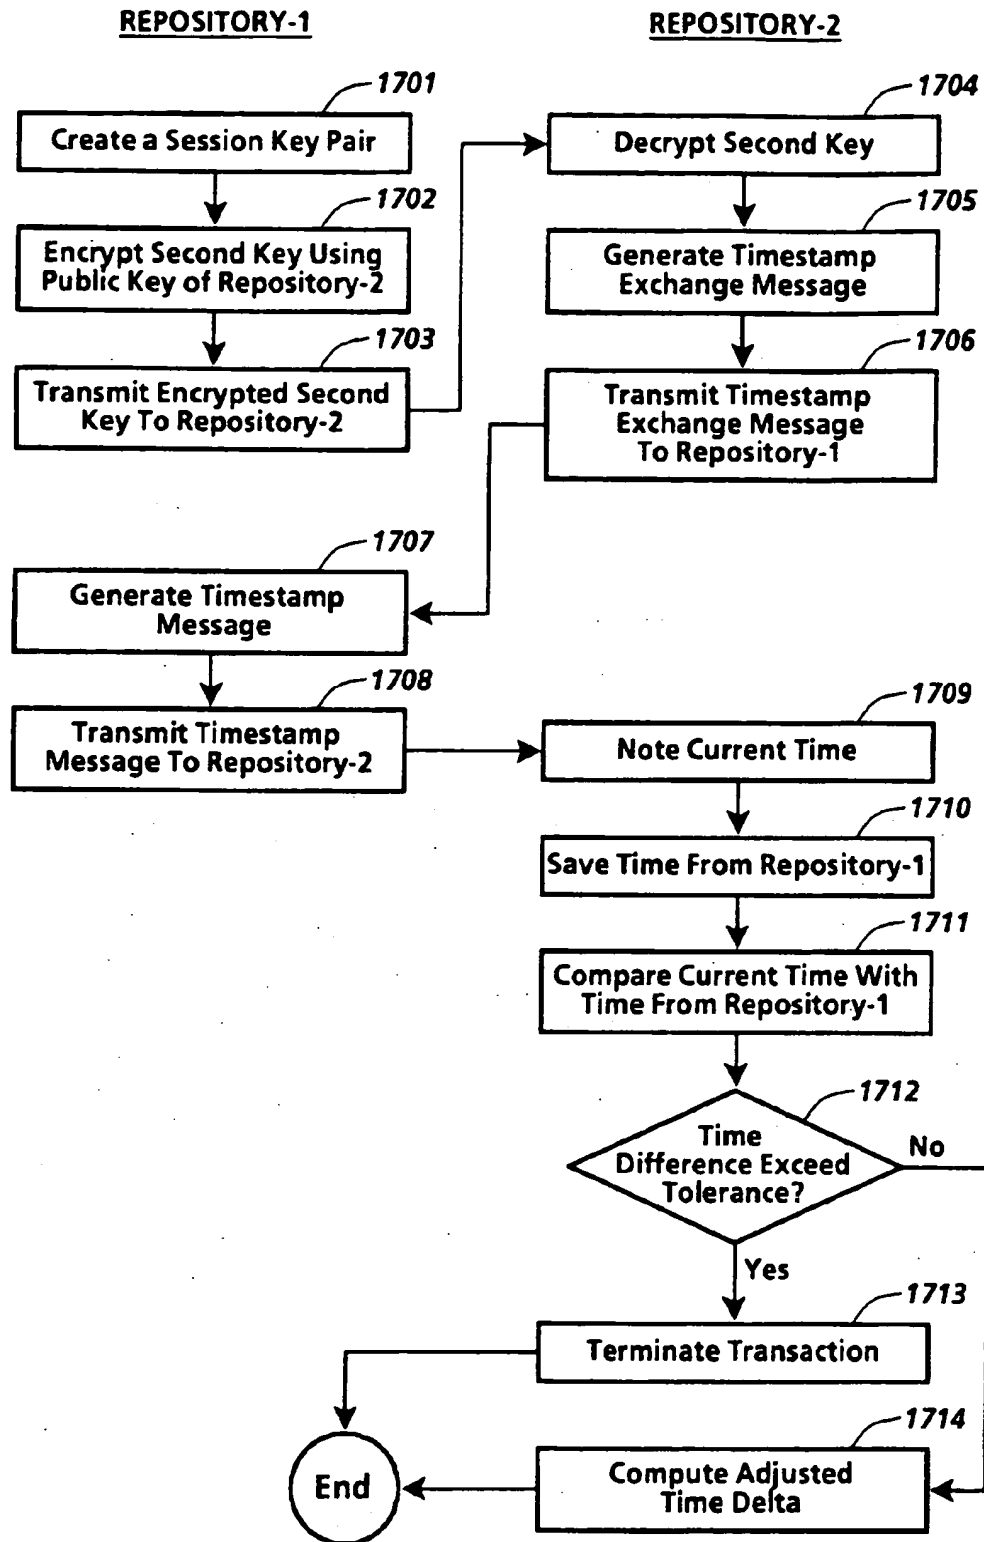 REPOSITORY-1
REPOSITORY-2
1701
Create a Session Key Pair
1702
Encrypt Second Key Using
Public Key of Repository-2
1703
Transmit Encrypted Second
Key To Repository-2
1704
Decrypt Second Key
1705
Generate Timestamp
Exchange Message
1706
Transmit Timestamp
Exchange Message
To Repository-1
1707
Generate Timestamp
Message
1708
Transmit Timestamp
Message To Repository-2
1709
Note Current Time
1710
Save Time From Repository-1
1711
Compare Current Time With
Time From Repository-1
1712
Time
Difference Exceed
Tolerance?
No
Yes
1713
Terminate Transaction
1714
Compute Adjusted
Time Delta
End